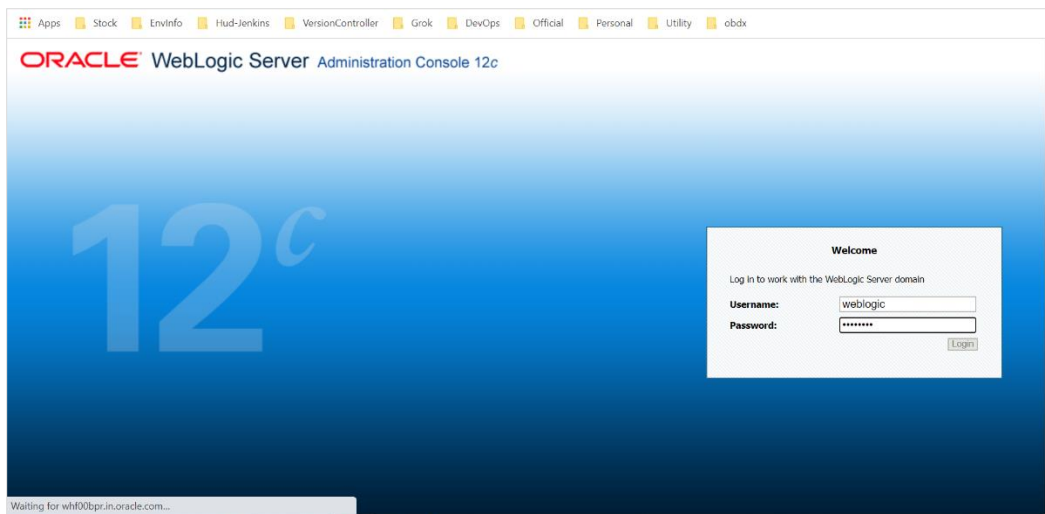 Apps Stock EnvInfo Hud-Jenkins VersionController Grok DevOps Official Personal Utility obdx
ORACLE WebLogic Server Administration Console 12c
12c
Welcome
Log in to work with the WebLogic Server domain
Username: weblogic
Password: ••••••••
Login
Waiting for whf00bpr.in.oracle.com...